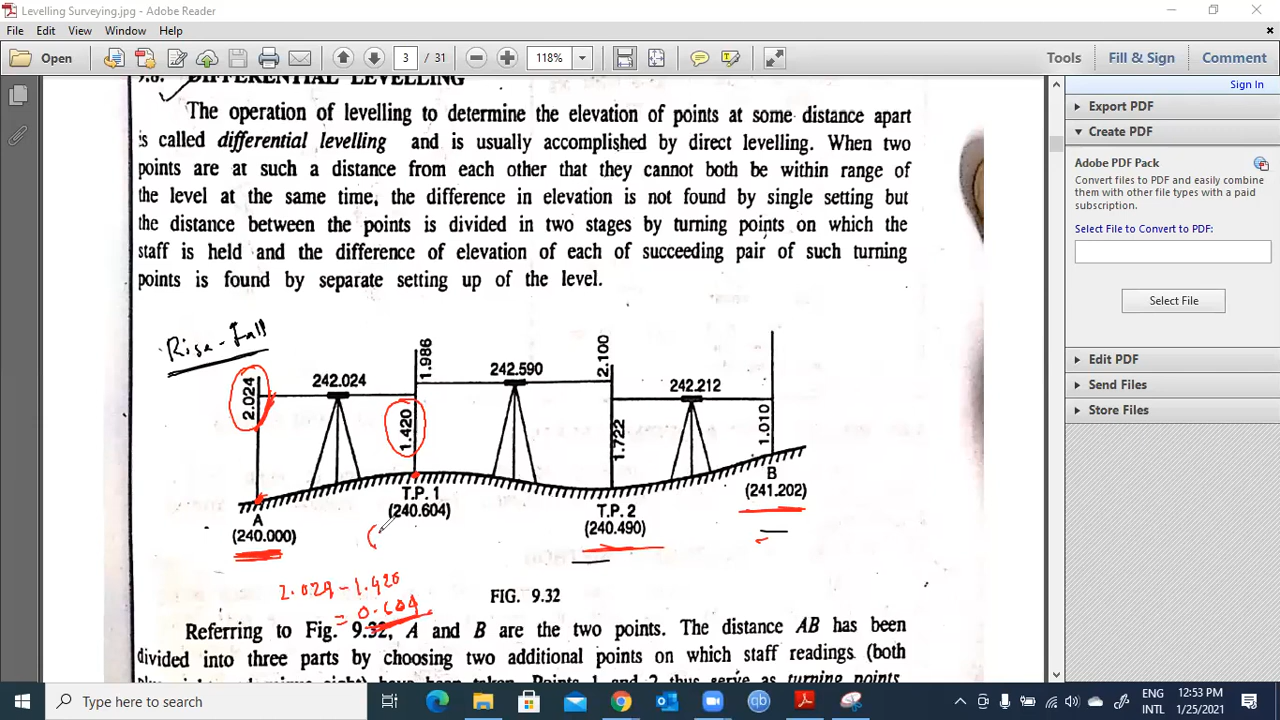 Levelling Surveying.jpg - Adobe Reader
File Edit View Window Help
Open 3 / 31 118% Tools Fill & Sign Comment
Sign In
Export PDF
Create PDF
Adobe PDF Pack
Convert files to PDF and easily combine
them with other file types with a paid
subscription.
Select File to Convert to PDF:
Select File
Edit PDF
Send Files
Store Files
DIFFERENTIAL LEVELLING
The operation of levelling to determine the elevation of points at some distance apart
is called differential levelling and is usually accomplished by direct levelling. When two
points are at such a distance from each other that they cannot both be within range of
the level at the same time, the difference in elevation is not found by single setting but
the distance between the points is divided in two stages by turning points on which the
staff is held and the difference of elevation of each of succeeding pair of such turning
points is found by separate setting up of the level.
Rise-Fall
2.024
242.024
1.986
1.420
242.590
2.100
1.722
242.212
1.010
A
(240.000)
T.P. 1
(240.604)
T.P. 2
(240.490)
B
(241.202)
2.024-1.420
= 0.604
FIG. 9.32
Referring to Fig. 9.32, A and B are the two points. The distance AB has been
divided into three parts by choosing two additional points on which staff readings (both
Type here to search
ENG
INTL
12:53 PM
1/25/2021